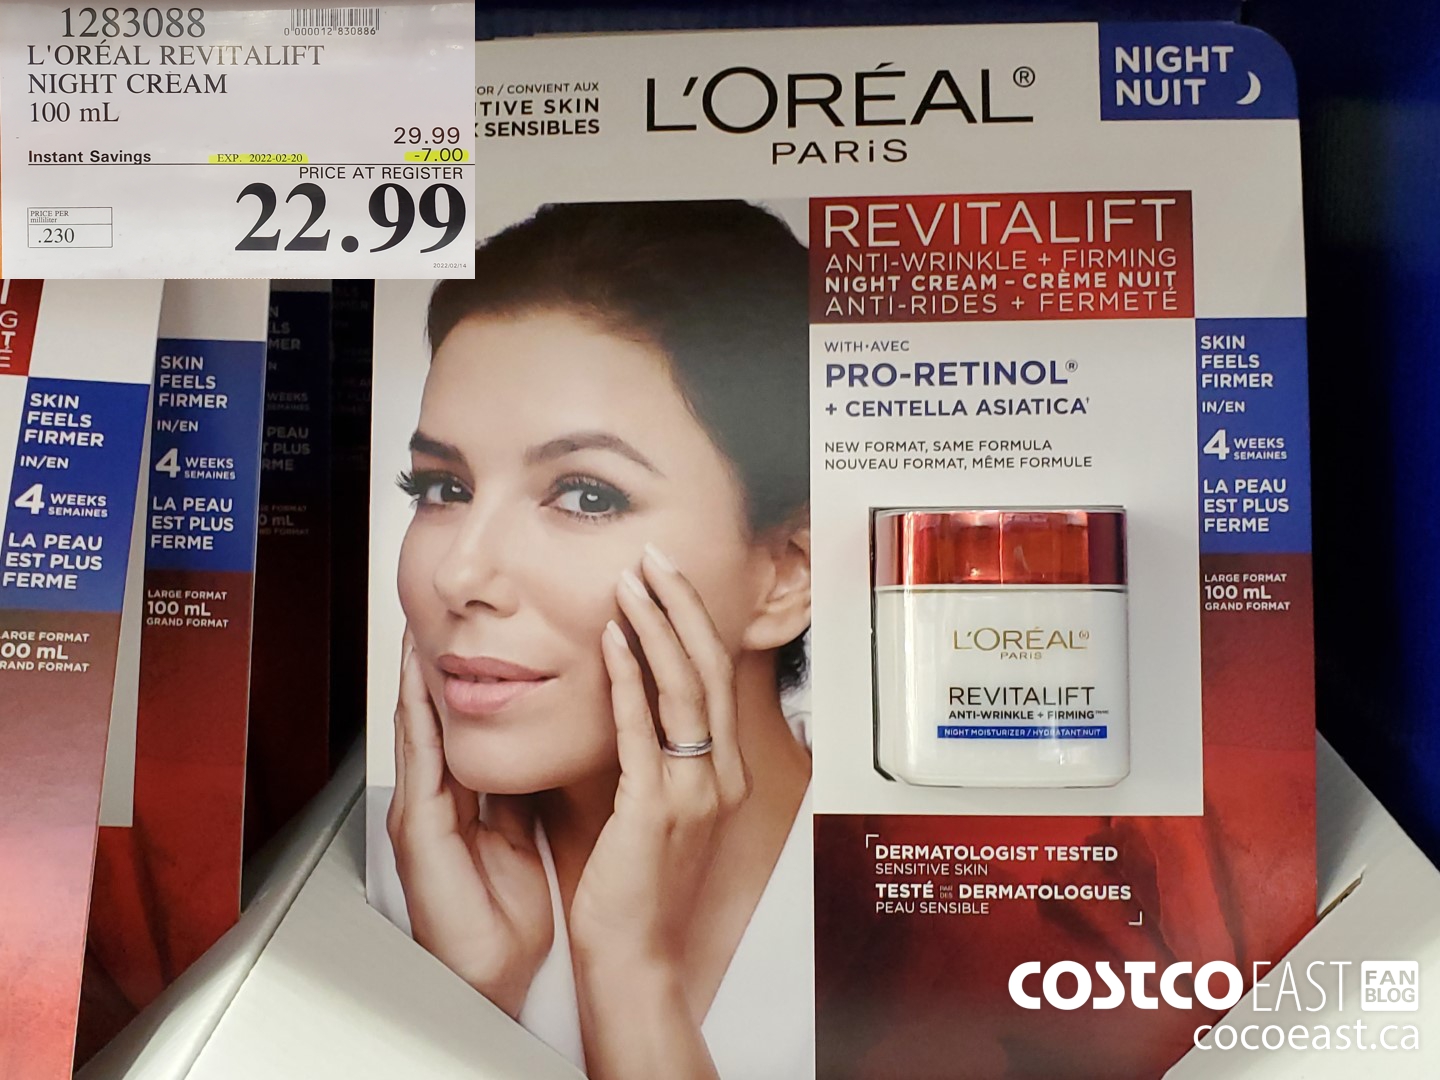 1283088
0 000012 830886
L'ORÉAL REVITALIFT
NIGHT CREAM
100 mL
29.99
Instant Savings EXP. 2022-02-20 -7.00
PRICE AT REGISTER
22.99
PRICE PER
milliliter
.230
2022/02/14
OR / CONVIENT AUX
TIVE SKIN
SENSIBLES
L'ORÉAL®
PARIS
NIGHT
NUIT
REVITALIFT
ANTI-WRINKLE + FIRMING
NIGHT CREAM - CRÈME NUIT
ANTI-RIDES + FERMETÉ
WITH•AVEC
PRO-RETINOL®
+ CENTELLA ASIATICA†
NEW FORMAT, SAME FORMULA
NOUVEAU FORMAT, MÊME FORMULE
L'ORÉAL®
PARIS
REVITALIFT
ANTI-WRINKLE + FIRMING
NIGHT MOISTURIZER / HYDRATANT NUIT
DERMATOLOGIST TESTED
SENSITIVE SKIN
TESTÉ PAR DES DERMATOLOGUES
PEAU SENSIBLE
SKIN
FEELS
FIRMER
IN/EN
4 WEEKS
SEMAINES
LA PEAU
EST PLUS
FERME
LARGE FORMAT
100 mL
GRAND FORMAT
SKIN
FEELS
FIRMER
IN/EN
4 WEEKS
SEMAINES
LA PEAU
EST PLUS
FERME
LARGE FORMAT
100 mL
GRAND FORMAT
SKIN
FEELS
FIRMER
IN/EN
4 WEEKS
SEMAINES
LA PEAU
EST PLUS
FERME
ARGE FORMAT
00 mL
RAND FORMAT
COSTCO EAST FAN
BLOG
cocoeast.ca